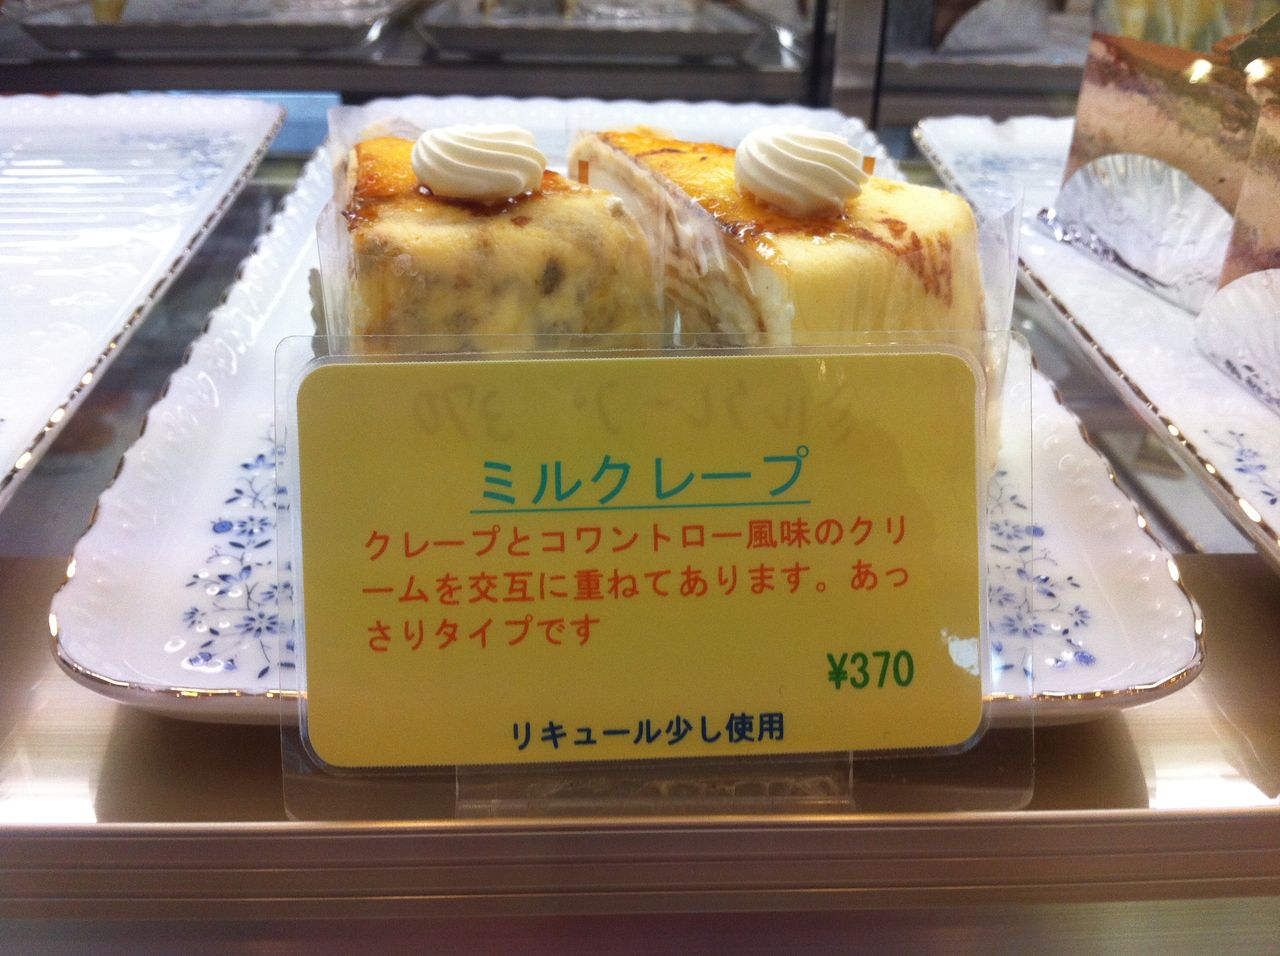 ミルクレープ
クレープとコワントロー風味のクリ
ームを交互に重ねてあります。あっ
さりタイプです
¥370
リキュール少し使用